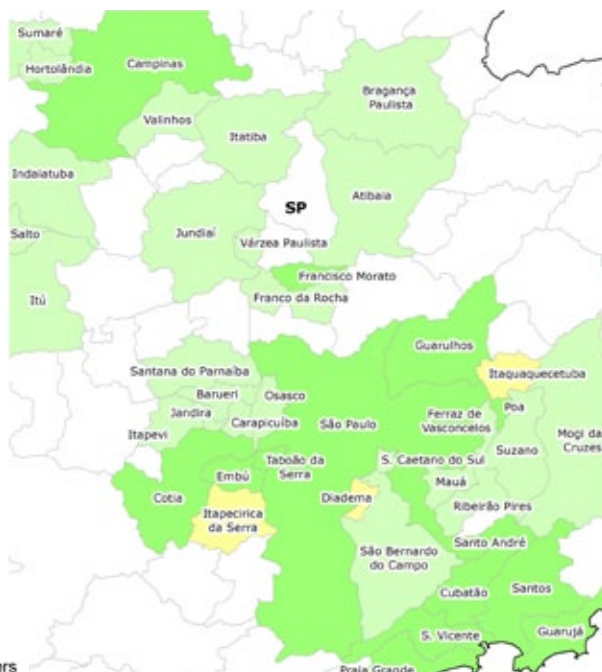 Sumaré
Hortolândia
Campinas
Bragança
Paulista
Valinhos
Itatiba
Indaiatuba
Atibaia
SP
Salto
Jundiaí
Várzea Paulista
Francisco Morato
Itú
Franco da Rocha
Guarulhos
Santana do Parnaíba
Itaquaquecetuba
Barueri
Osasco
Jandira
Poa
Carapicuíba
São Paulo
Ferraz de
Vasconcelos
Itapevi
Mogi da
Cruzes
Suzano
Taboão da
Serra
S. Caetano do Sul
Embú
Mauá
Cotia
Diadema
Ribeirão Pires
Itapecirica
da Serra
Santo André
São Bernardo
do Campo
Cubatão
Santos
S. Vicente
Guarujá
Praia Grande
ers